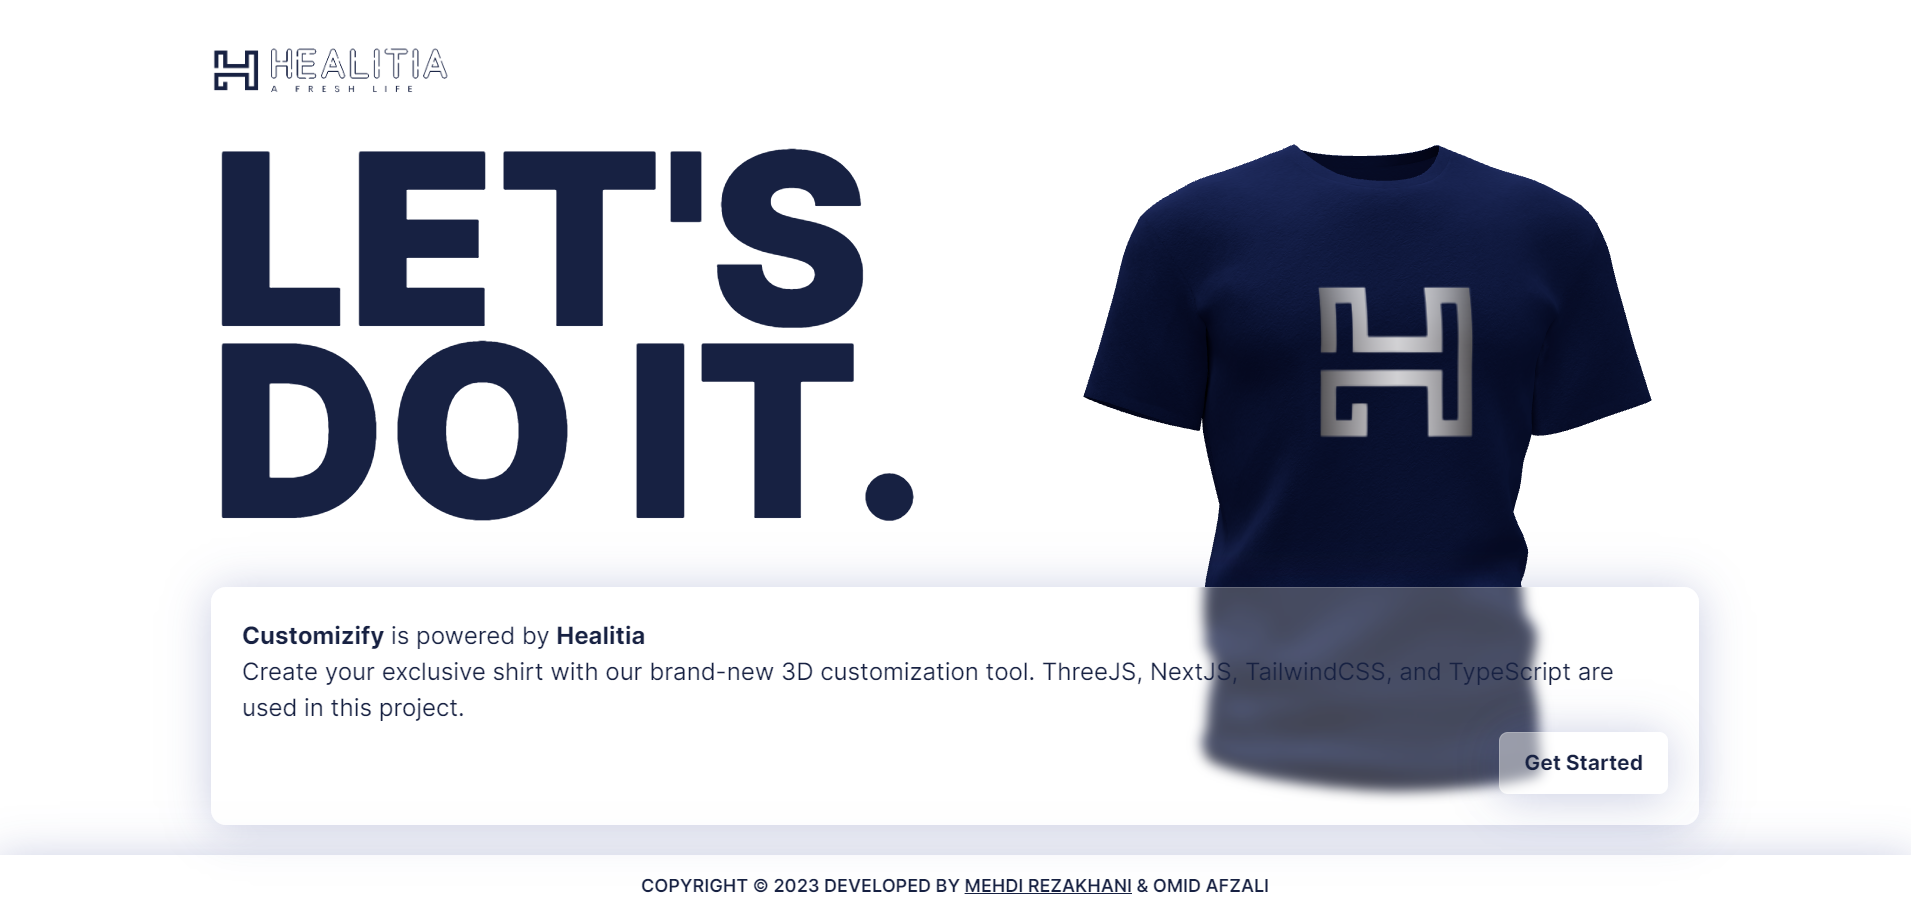 HEALITIA
A FRESH LIFE
LET'S
DO IT.
Customizify is powered by Healitia
Create your exclusive shirt with our brand-new 3D customization tool. ThreeJS, NextJS, TailwindCSS, and TypeScript are
used in this project.
Get Started
COPYRIGHT © 2023 DEVELOPED BY MEHDI REZAKHANI & OMID AFZALI